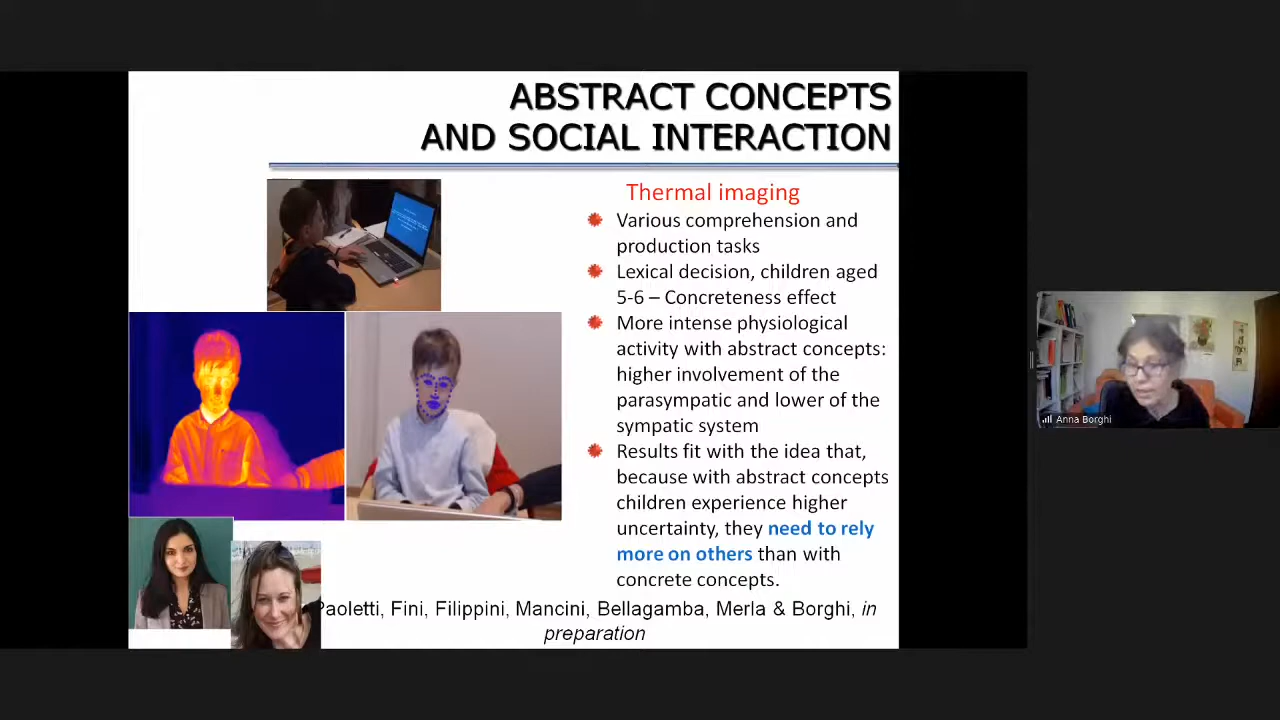 ABSTRACT CONCEPTS
AND SOCIAL INTERACTION
Thermal imaging
Various comprehension and
production tasks
Lexical decision, children aged
5-6 – Concreteness effect
More intense physiological
activity with abstract concepts:
higher involvement of the
parasympatic and lower of the
sympatic system
Results fit with the idea that,
because with abstract concepts
children experience higher
uncertainty, they need to rely
more on others than with
concrete concepts.
Paoletti, Fini, Filippini, Mancini, Bellagamba, Merla & Borghi, in
preparation
Anna Borghi